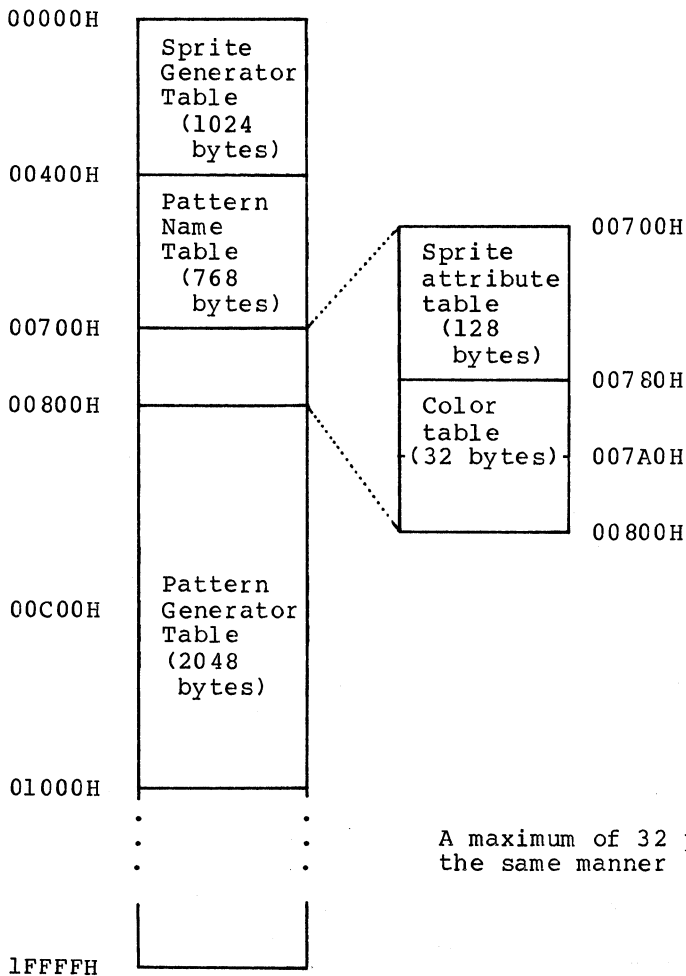 00000H
Sprite
Generator
Table
(1024
bytes)
00400H
Pattern
Name
Table
(768
bytes)
00700H
00800H
00700H
Sprite
attribute
table
(128
bytes)
00780H
Color
table
(32 bytes)
007A0H
00800H
Pattern
00C00H
Generator
Table
(2048
bytes)
01000H
A maximum of 32
the same manner
1FFFFH